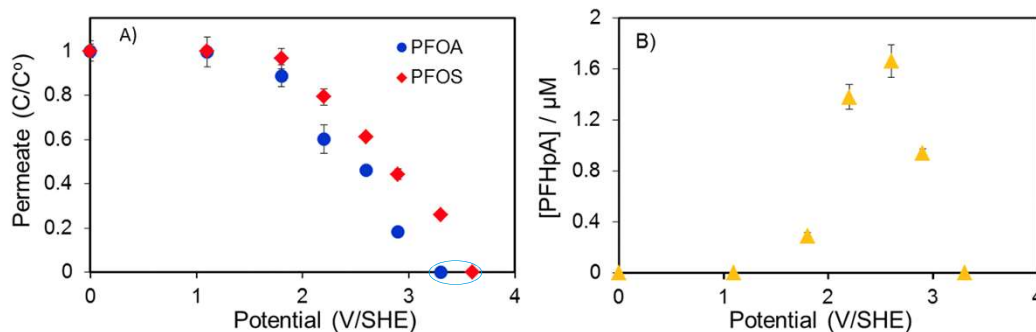 A)
PFOA
PFOS
Permeate (C/Cº)
1
0.8
0.6
0.4
0.2
0
0 1 2 3 4
Potential (V/SHE)
B)
[PFHpA] / µM
2
1.6
1.2
0.8
0.4
0
0 1 2 3 4
Potential (V/SHE)